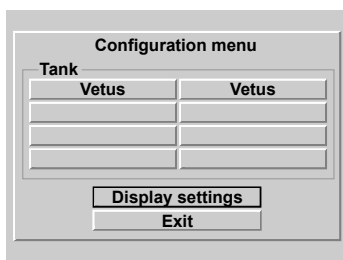 Configuration menu
Tank
Vetus Vetus
Display settings
Exit